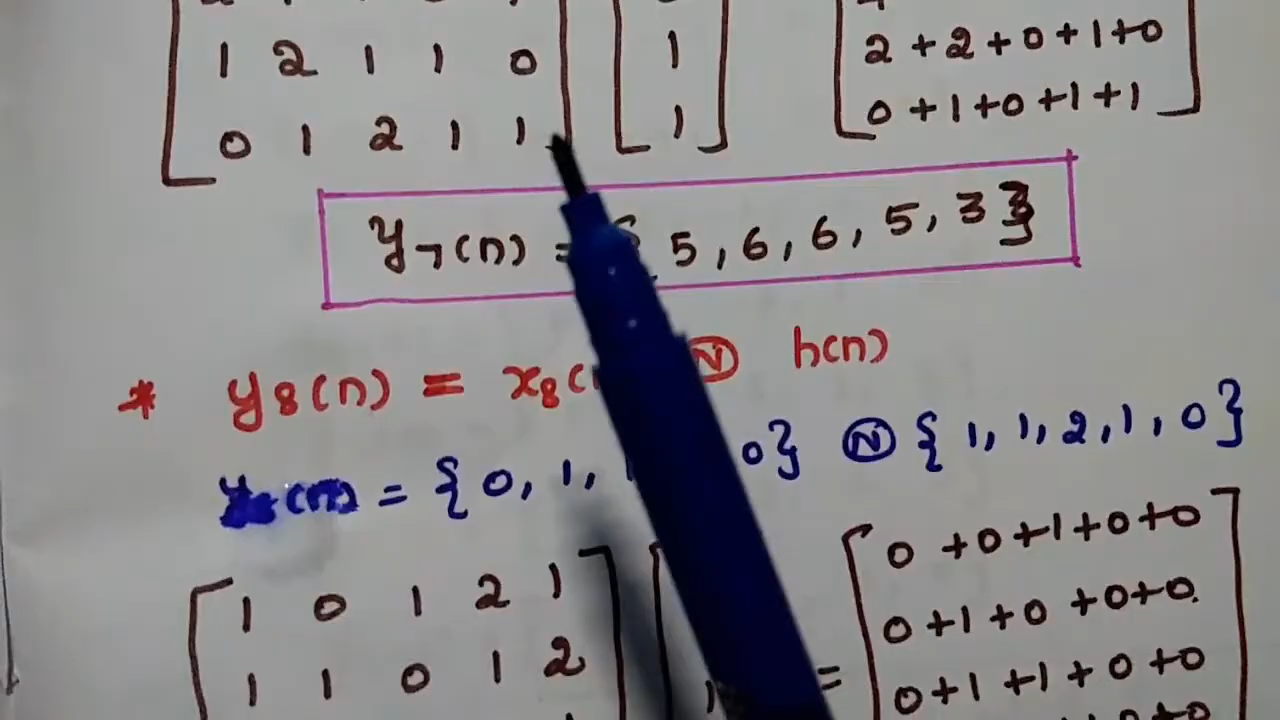 1 2 1 1 0 1 2+2+0+1+0
0 1 2 1 1 1 0+1+0+1+1
y7(n) = 5, 6, 6, 5, 3}
* y8(n) = x8( Ⓝ h(n)
(n) = {0, 1, 0} Ⓝ {1, 1, 2, 1, 0}
1 0 1 2 1 0+0+1+0+0
1 1 0 1 2 1 = 0+1+0+0+0
0+1+1+0+0